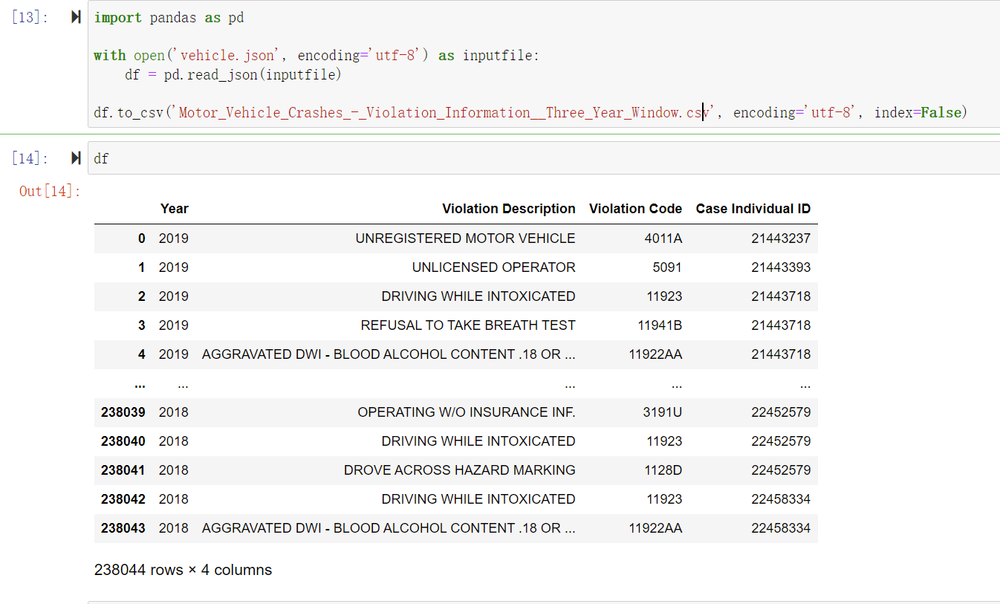 [13]:
import pandas as pd
with open('vehicle.json', encoding='utf-8') as inputfile:
    df = pd.read_json(inputfile)
df.to_csv('Motor_Vehicle_Crashes_-_Violation_Information__Three_Year_Window.csv', encoding='utf-8', index=False)
[14]:
df
Out[14]:
Year Violation Description Violation Code Case Individual ID
0 2019 UNREGISTERED MOTOR VEHICLE 4011A 21443237
1 2019 UNLICENSED OPERATOR 5091 21443393
2 2019 DRIVING WHILE INTOXICATED 11923 21443718
3 2019 REFUSAL TO TAKE BREATH TEST 11941B 21443718
4 2019 AGGRAVATED DWI - BLOOD ALCOHOL CONTENT .18 OR ... 11922AA 21443718
... ... ... ... ...
238039 2018 OPERATING W/O INSURANCE INF. 3191U 22452579
238040 2018 DRIVING WHILE INTOXICATED 11923 22452579
238041 2018 DROVE ACROSS HAZARD MARKING 1128D 22452579
238042 2018 DRIVING WHILE INTOXICATED 11923 22458334
238043 2018 AGGRAVATED DWI - BLOOD ALCOHOL CONTENT .18 OR ... 11922AA 22458334
238044 rows × 4 columns